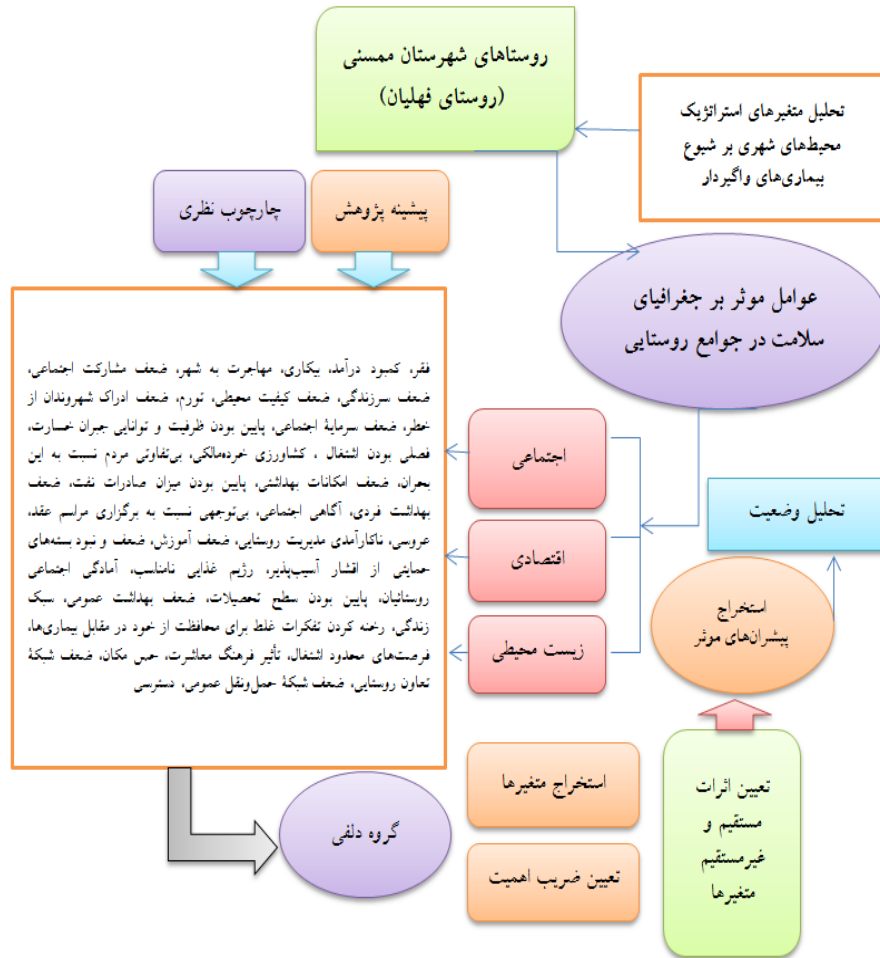 روستاهای شهرستان ممسنی
(روستای فهلیان)
تحلیل متغیرهای استراتژیک
محیط‌های شهری بر شیوع
بیماری‌های واگیردار
چارچوب نظری
پیشینه پژوهش
عوامل موثر بر جغرافیای
سلامت در جوامع روستایی
فقر، کمبود درآمد، بیکاری، مهاجرت به شهر، ضعف مشارکت اجتماعی،
ضعف سرزندگی، ضعف کیفیت محیطی، تورم، ضعف ادراک شهروندان از
خطر، ضعف سرمایۀ اجتماعی، پایین بودن ظرفیت و توانایی جبران خسارت،
فصلی بودن اشتغال ، کشاورزی خرده‌مالکی، بی‌تفاوتی مردم نسبت به این
بحران، ضعف امکانات بهداشتی، پایین بودن میزان صادرات نفت، ضعف
بهداشت فردی، آگاهی اجتماعی، بی‌توجهی نسبت به برگزاری مراسم عقد،
عروسی، ناکارآمدی مدیریت روستایی، ضعف آموزش، ضعف و نبود بسته‌های
حمایتی از اقشار آسیب‌پذیر، رژیم غذایی نامناسب، آمادگی اجتماعی
روستائیان، پایین بودن سطح تحصیلات، ضعف بهداشت عمومی، سبک
زندگی، رخنه کردن تفکرات غلط برای محافظت از خود در مقابل بیماری‌ها،
فرصت‌های محدود اشتغال، تأثیر فرهنگ معاشرت، حس مکان، ضعف شبکۀ
تعاون روستایی، ضعف شبکۀ حمل‌ونقل عمومی، دسترسی
اجتماعی
اقتصادی
زیست محیطی
تحلیل وضعیت
استخراج
پیشران‌های موثر
تعیین اثرات
مستقیم و
غیرمستقیم
متغیرها
استخراج متغیرها
تعیین ضریب اهمیت
گروه دلفی